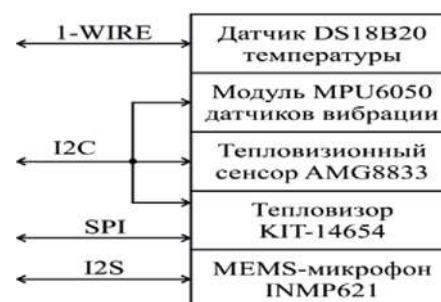 1-WIRE
Датчик DS18B20
температуры
Модуль MPU6050
датчиков вибрации
I2C
Тепловизионный
сенсор AMG8833
SPI
Тепловизор
KIT-14654
I2S
MEMS-микрофон
INMP621